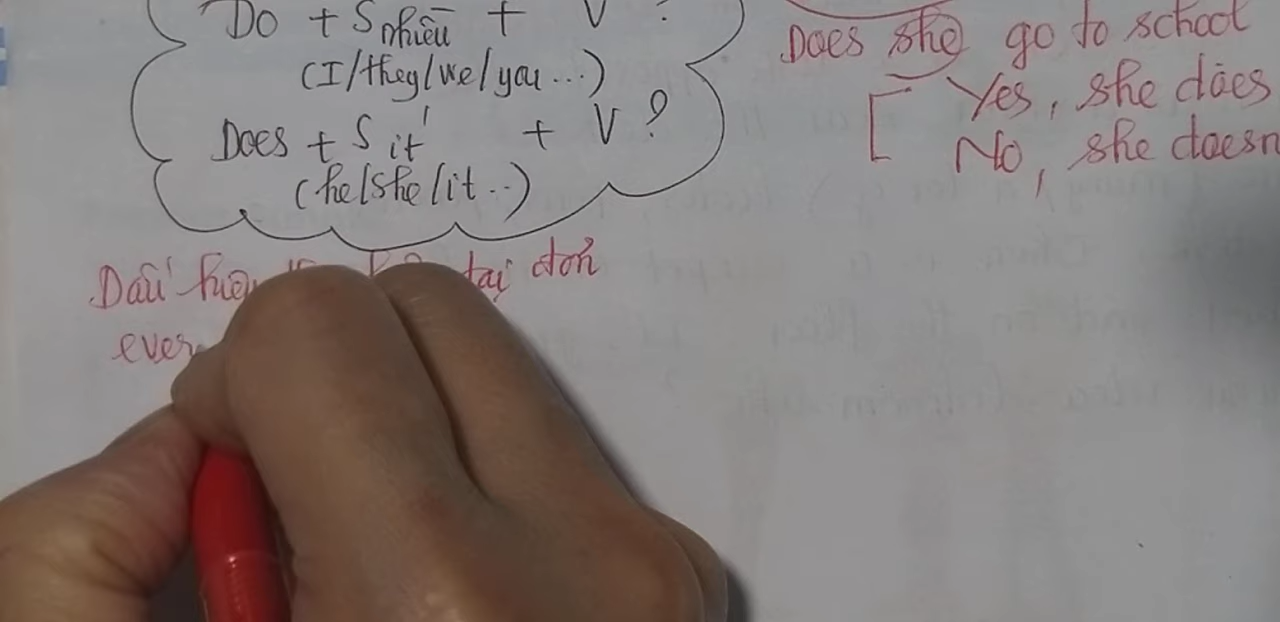 Do + S nhiều + V ?
(I/they/we/you...)
Does + S ít + V ?
(he/she/it..)
Does she go to school
Yes, she does
No, she doesn
Dấu tại đơn